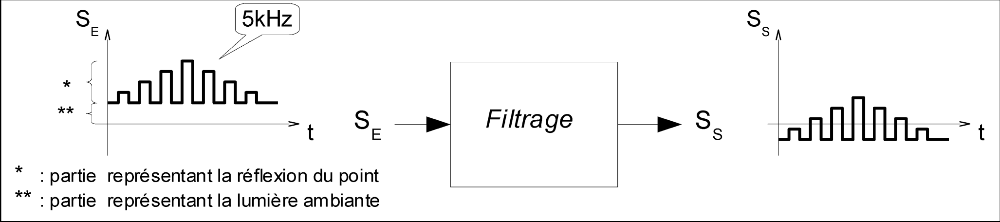 S_E
5kHz
*
**
t
S_E
Filtrage
S_S
S_S
t
* : partie représentant la réflexion du point
** : partie représentant la lumière ambiante